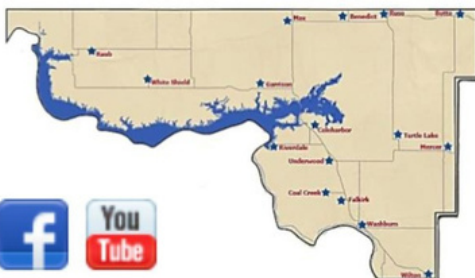 Max
Benedict
Ruso
Butte
Raub
White Shield
Garrison
Coleharbor
Turtle Lake
Riverdale
Mercer
Underwood
Coal Creek
Falkirk
Washburn
Wilton
f
You
Tube